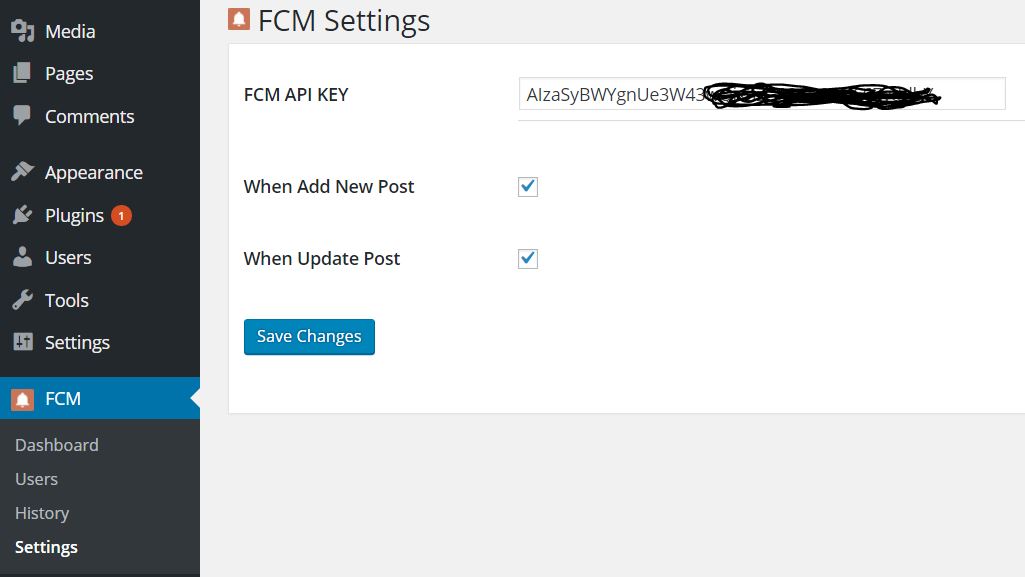 Media
Pages
Comments
Appearance
Plugins 1
Users
Tools
Settings
FCM
Dashboard
Users
History
Settings
FCM Settings
FCM API KEY
AIzaSyBWYgnUe3W43
When Add New Post
When Update Post
Save Changes